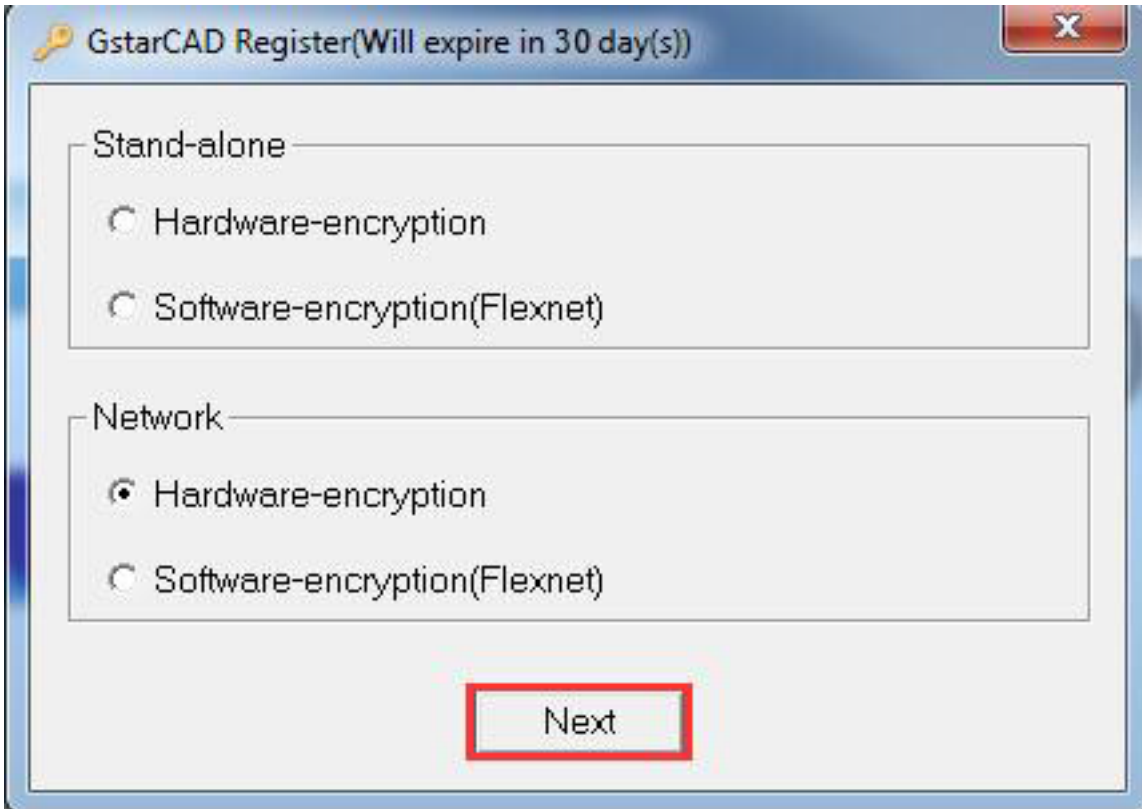 GstarCAD Register(Will expire in 30 day(s))
Stand-alone
Hardware-encryption
Software-encryption(Flexnet)
Network
Hardware-encryption
Software-encryption(Flexnet)
Next